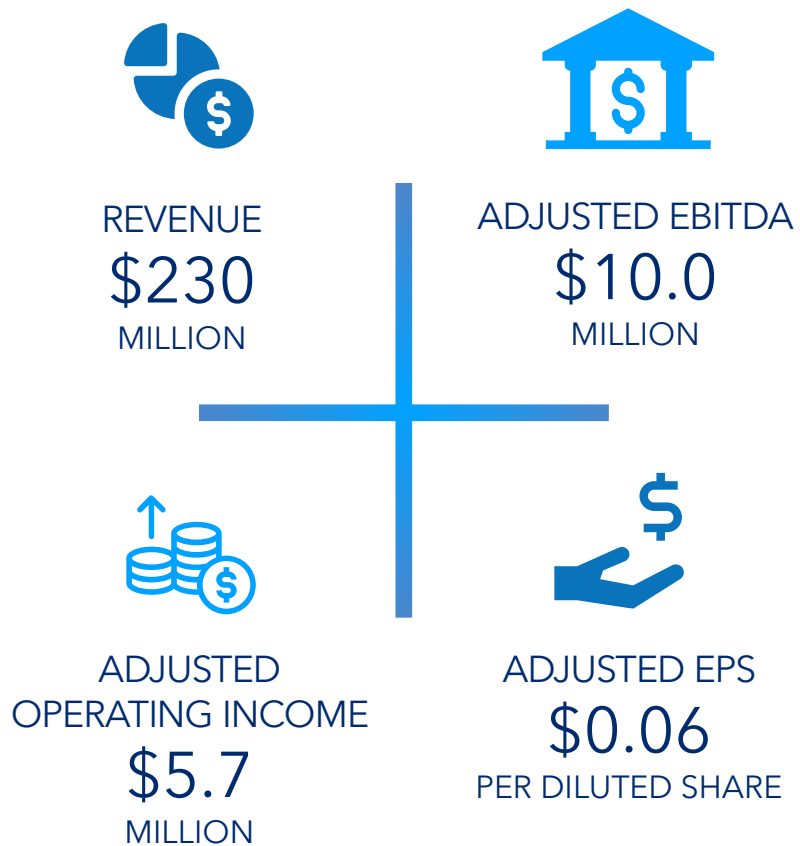 REVENUE
$230
MILLION
ADJUSTED EBITDA
$10.0
MILLION
ADJUSTED
OPERATING INCOME
$5.7
MILLION
ADJUSTED EPS
$0.06
PER DILUTED SHARE